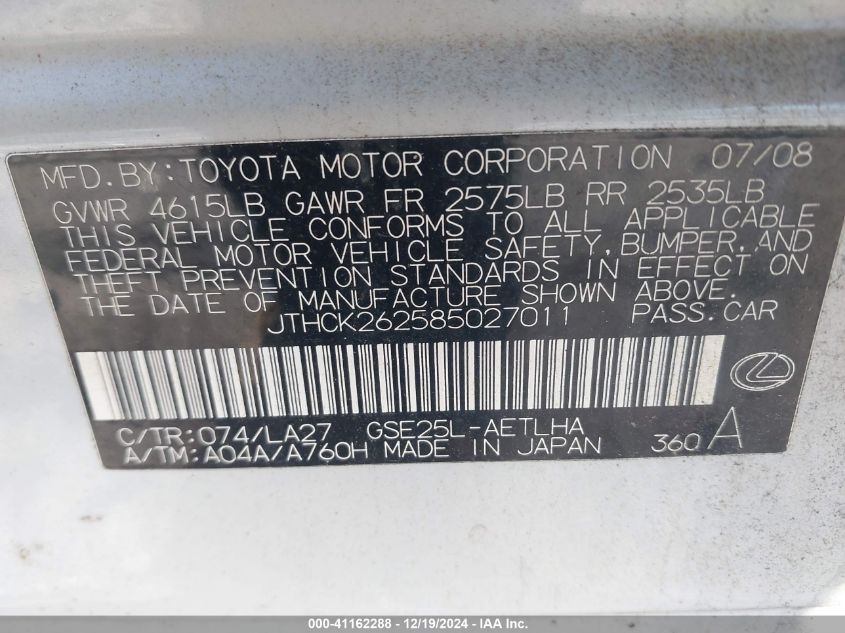 MFD. BY: TOYOTA MOTOR CORPORATION 07/08
GVWR 4615LB GAWR FR 2575LB RR 2535LB
THIS VEHICLE CONFORMS TO ALL APPLICABLE
FEDERAL MOTOR VEHICLE SAFETY, BUMPER, AND
THEFT PREVENTION STANDARDS IN EFFECT ON
THE DATE OF MANUFACTURE SHOWN ABOVE.
JTHCK262585027011 PASS. CAR
C/TR: 074/LA27 GSE25L-AETLHA
A/TM: A04A/A760H MADE IN JAPAN 360 A
000-41162288 - 12/19/2024 - IAA Inc.